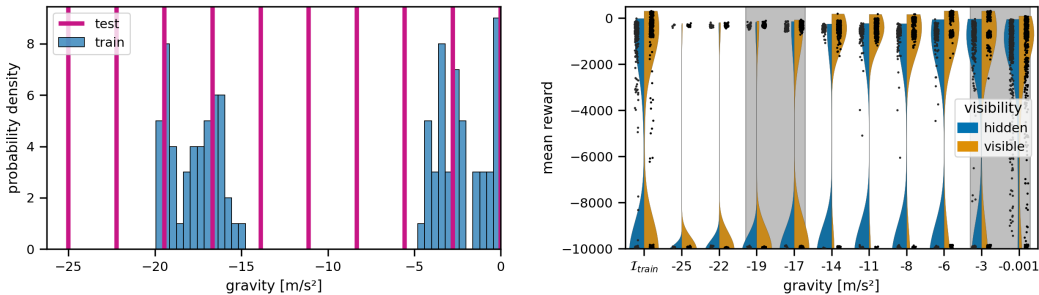 test
train
probability density
8
6
4
2
0
−25
−20
−15
−10
−5
0
gravity [m/s²]
mean reward
0
−2000
−4000
−6000
−8000
−10000
visibility
hidden
visible
𝓘train
-25
-22
-19
-17
-14
-11
-8
-6
-3
-0.001
gravity [m/s²]